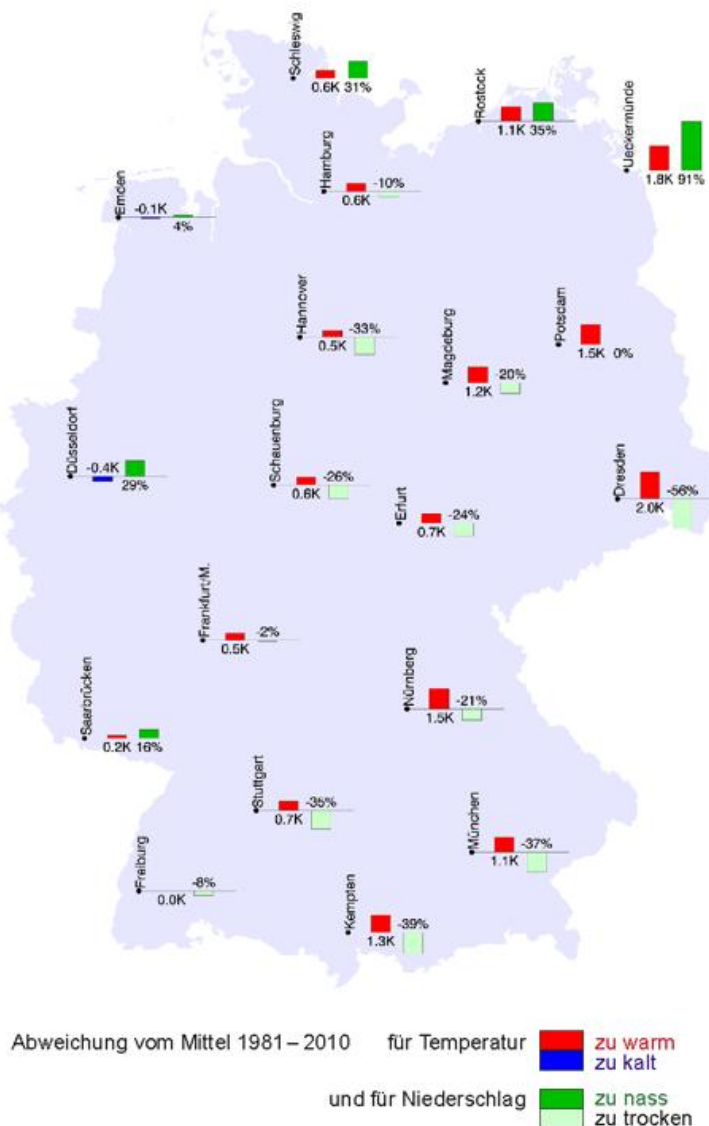 Schleswig
0.6K 31%
Rostock
1.1K 35%
Ueckermünde
1.8K 91%
Hamburg
-10%
0.6K
Emden
-0.1K
4%
Hannover
-33%
0.5K
Potsdam
1.5K 0%
Magdeburg
-20%
1.2K
Düsseldorf
-0.4K
29%
Schauenburg
-26%
0.6K
Dresden
-56%
2.0K
Erfurt
-24%
0.7K
Frankfurt/M.
-2%
0.5K
Nürnberg
-21%
1.5K
Saarbrücken
0.2K 16%
Stuttgart
-35%
0.7K
München
-37%
1.1K
Freiburg
-8%
0.0K
Kempten
-39%
1.3K
Abweichung vom Mittel 1981 – 2010 für Temperatur zu warm
zu kalt
und für Niederschlag zu nass
zu trocken